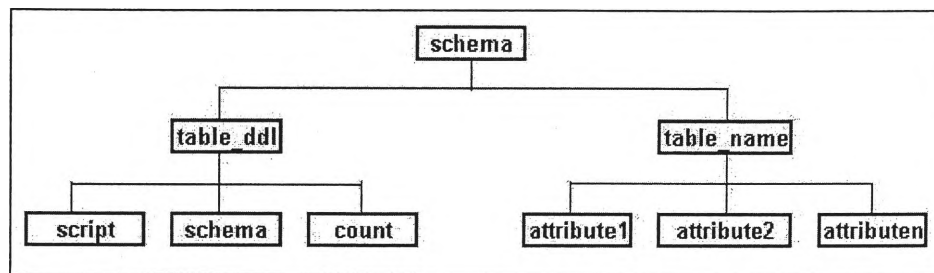 schema
table_ddl table_name
script schema count attribute1 attribute2 attributen